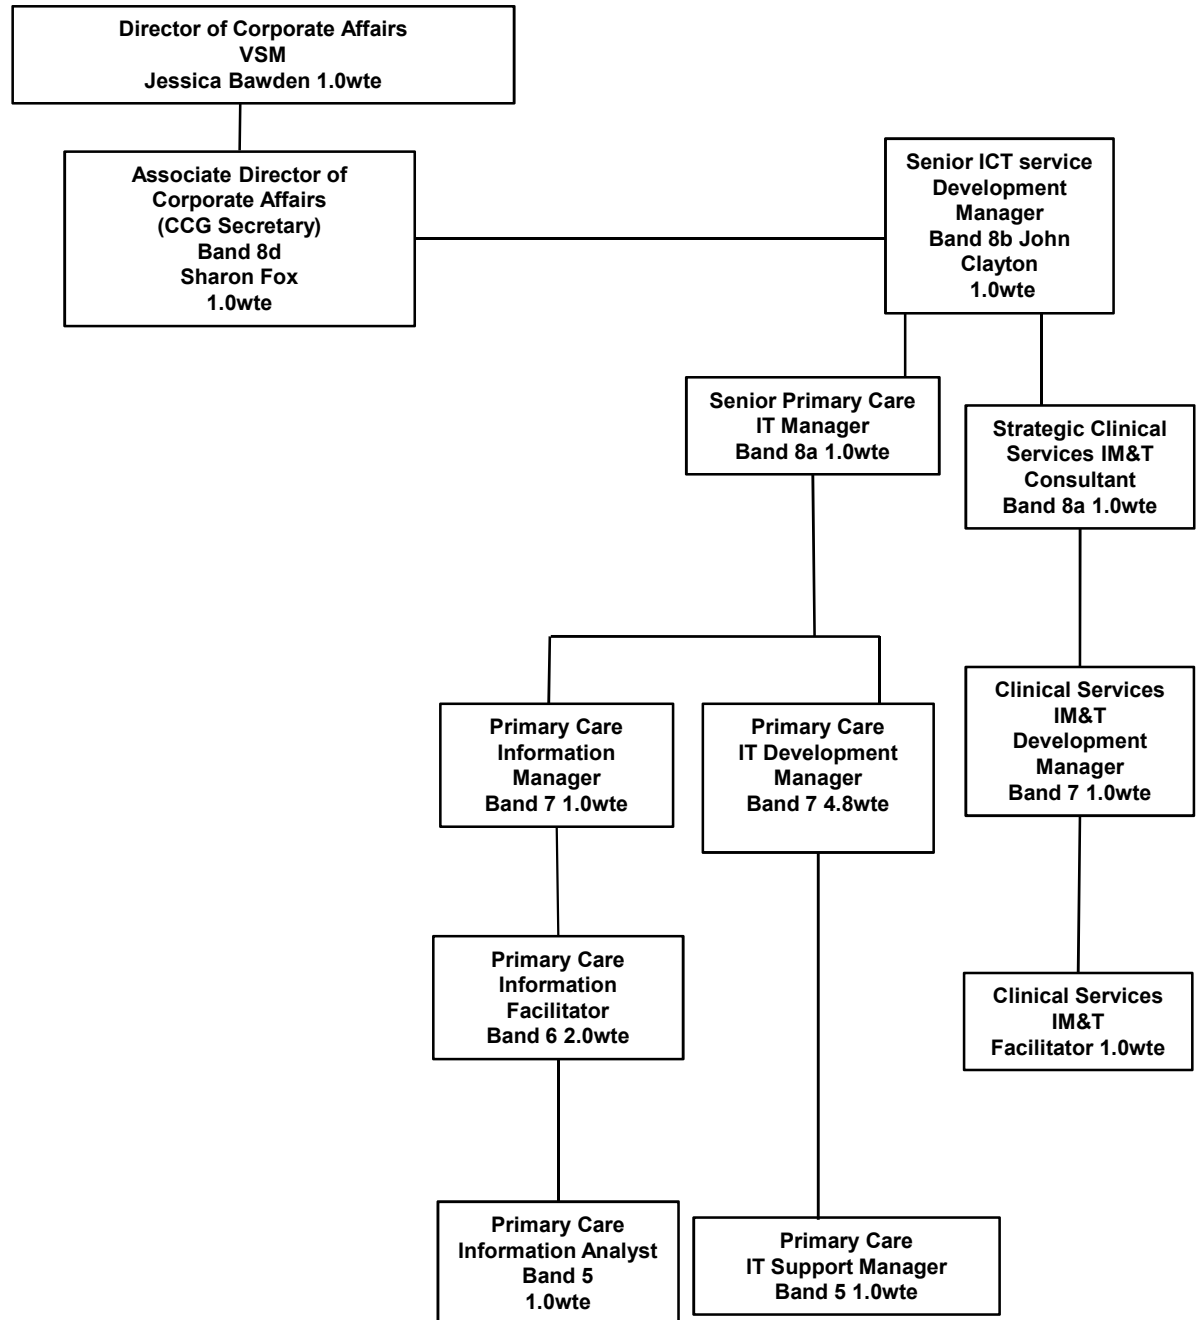 Director of Corporate Affairs
VSM
Jessica Bawden 1.0wte
Associate Director of
Corporate Affairs
(CCG Secretary)
Band 8d
Sharon Fox
1.0wte
Senior ICT service
Development
Manager
Band 8b John
Clayton
1.0wte
Senior Primary Care
IT Manager
Band 8a 1.0wte
Strategic Clinical
Services IM&T
Consultant
Band 8a 1.0wte
Primary Care
Information
Manager
Band 7 1.0wte
Primary Care
IT Development
Manager
Band 7 4.8wte
Clinical Services
IM&T
Development
Manager
Band 7 1.0wte
Primary Care
Information
Facilitator
Band 6 2.0wte
Clinical Services
IM&T
Facilitator 1.0wte
Primary Care
Information Analyst
Band 5
1.0wte
Primary Care
IT Support Manager
Band 5 1.0wte